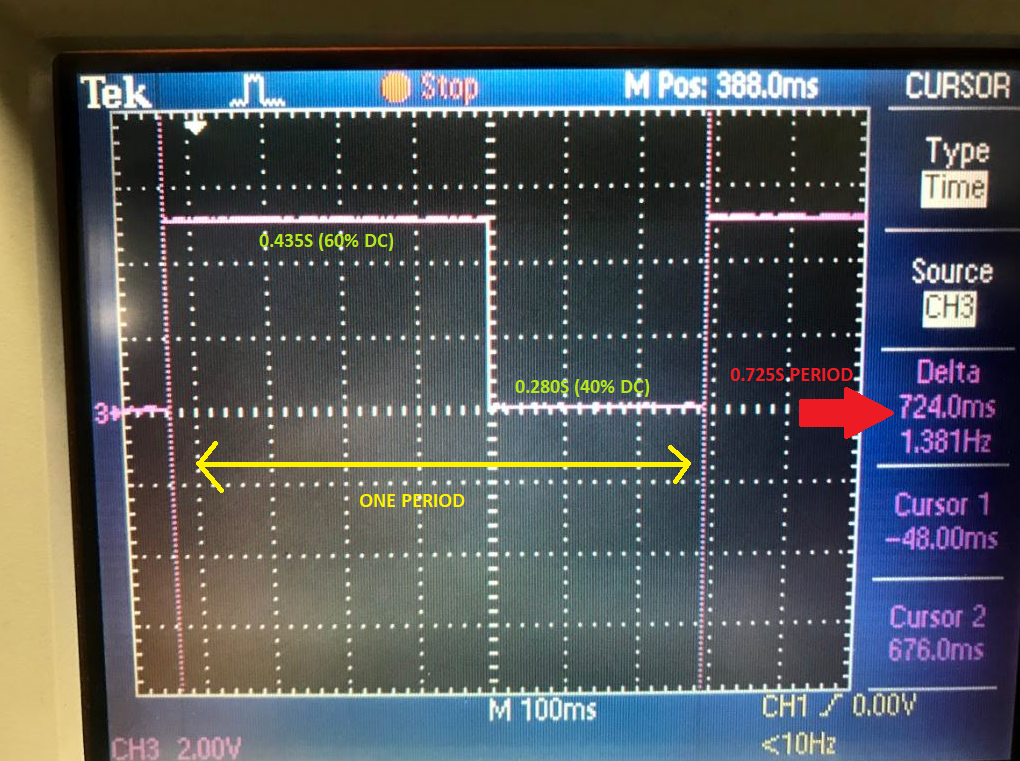 Tek
Stop
M Pos: 388.0ms
CURSOR
Type
Time
Source
CH3
Delta
724.0ms
1.381Hz
Cursor 1
-48.00ms
Cursor 2
676.0ms
0.435S (60% DC)
0.280S (40% DC)
0.725S PERIOD
ONE PERIOD
3
CH3 2.00V
M 100ms
CH1 0.00V
<10Hz